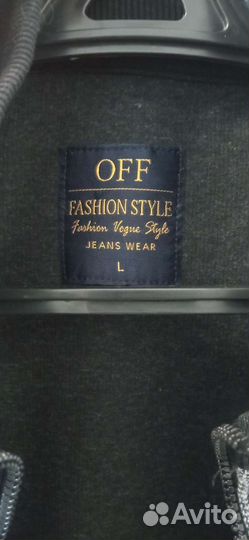 OFF
FASHION STYLE
Fashion Vogue Style
JEANS WEAR
L
Avito